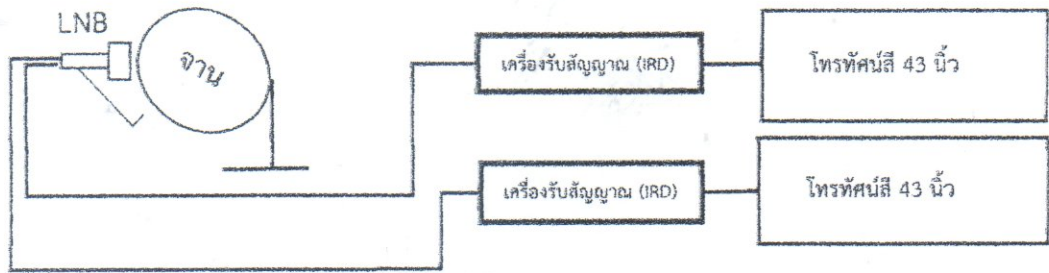 LNB
จาน
เครื่องรับสัญญาณ (IRD)
โทรทัศน์สี 43 นิ้ว
เครื่องรับสัญญาณ (IRD)
โทรทัศน์สี 43 นิ้ว